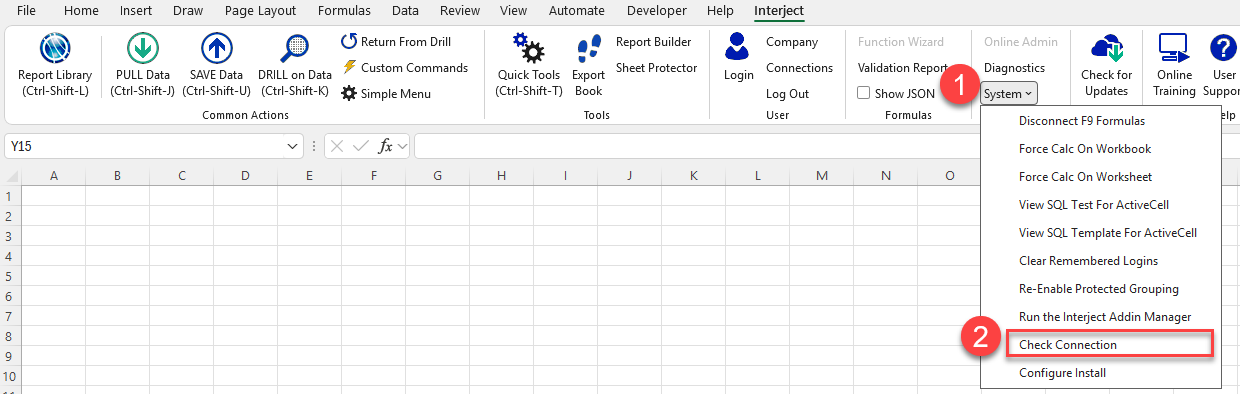 File Home Insert Draw Page Layout Formulas Data Review View Automate Developer Help Interject
Report Library
(Ctrl-Shift-L)
PULL Data
(Ctrl-Shift-J)
SAVE Data
(Ctrl-Shift-U)
DRILL on Data
(Ctrl-Shift-K)
Return From Drill
Custom Commands
Simple Menu
Common Actions
Quick Tools
(Ctrl-Shift-T)
Export
Book
Report Builder
Sheet Protector
Tools
Login
Company
Connections
Log Out
User
Function Wizard
Validation Report
Show JSON
Formulas
1
Online Admin
Diagnostics
System
Check for
Updates
Online
Training
?
User
Suppor
elp
Disconnect F9 Formulas
Force Calc On Workbook
Force Calc On Worksheet
View SQL Test For ActiveCell
View SQL Template For ActiveCell
Clear Remembered Logins
Re-Enable Protected Grouping
Run the Interject Addin Manager
2
Check Connection
Configure Install
Y15
fx
A B C D E F G H I J K L M N O
1
2
3
4
5
6
7
8
9
10